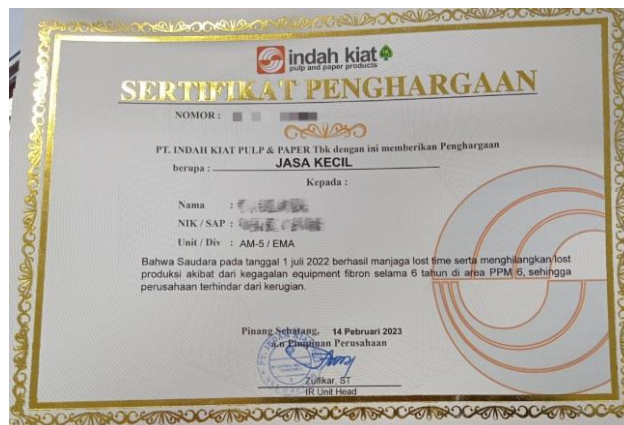 indah kiat
pulp and paper products
SERTIFIKAT PENGHARGAAN
NOMOR :
PT. INDAH KIAT PULP & PAPER Tbk dengan ini memberikan Penghargaan
berupa : JASA KECIL
Kepada :
Nama :
NIK / SAP :
Unit / Div : AM-5 / EMA
Bahwa Saudara pada tanggal 1 juli 2022 berhasil manjaga lost time serta menghilangkan lost
produksi akibat dari kegagalan equipment fibron selama 6 tahun di area PPM 6, sehingga
perusahaan terhindar dari kerugian.
Pinang Sebatang, 14 Pebruari 2023
a.n Pimpinan Perusahaan
Zulfikar, ST
IR Unit Head